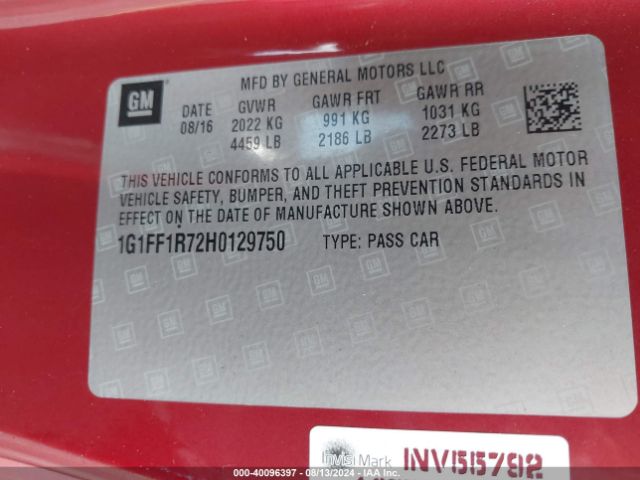 MFD BY GENERAL MOTORS LLC
GM
DATE GVWR GAWR FRT GAWR RR
08/16 2022 KG 991 KG 1031 KG
4459 LB 2186 LB 2273 LB
THIS VEHICLE CONFORMS TO ALL APPLICABLE U.S. FEDERAL MOTOR
VEHICLE SAFETY, BUMPER, AND THEFT PREVENTION STANDARDS IN
EFFECT ON THE DATE OF MANUFACTURE SHOWN ABOVE.
1G1FF1R72H0129750 TYPE: PASS CAR
InvisMark INV55792
000-40096397 - 08/13/2024 - IAA Inc.